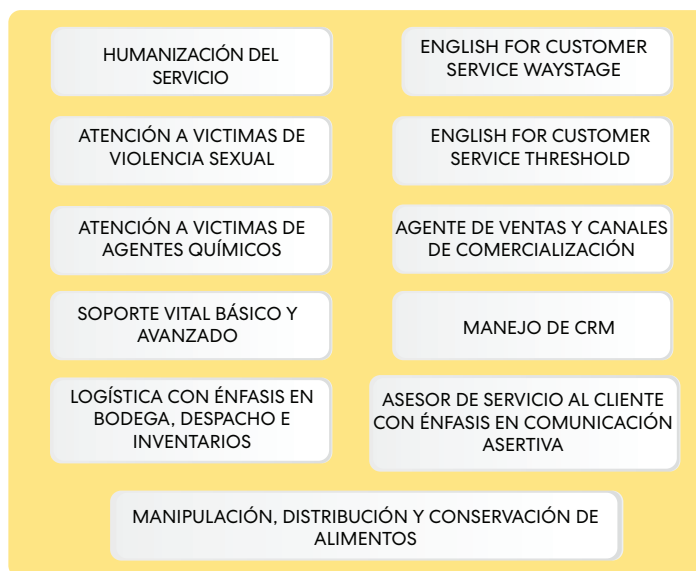 HUMANIZACIÓN DEL
SERVICIO
ENGLISH FOR CUSTOMER
SERVICE WAYSTAGE
ATENCIÓN A VICTIMAS DE
VIOLENCIA SEXUAL
ENGLISH FOR CUSTOMER
SERVICE THRESHOLD
ATENCIÓN A VICTIMAS DE
AGENTES QUÍMICOS
AGENTE DE VENTAS Y CANALES
DE COMERCIALIZACIÓN
SOPORTE VITAL BÁSICO Y
AVANZADO
MANEJO DE CRM
LOGÍSTICA CON ÉNFASIS EN
BODEGA, DESPACHO E
INVENTARIOS
ASESOR DE SERVICIO AL CLIENTE
CON ÉNFASIS EN COMUNICACIÓN
ASERTIVA
MANIPULACIÓN, DISTRIBUCIÓN Y CONSERVACIÓN DE
ALIMENTOS